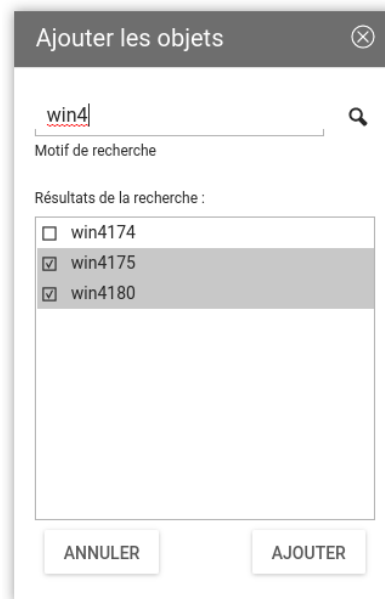 Ajouter les objets
win4
Motif de recherche
Résultats de la recherche :
win4174
win4175
win4180
ANNULER
AJOUTER